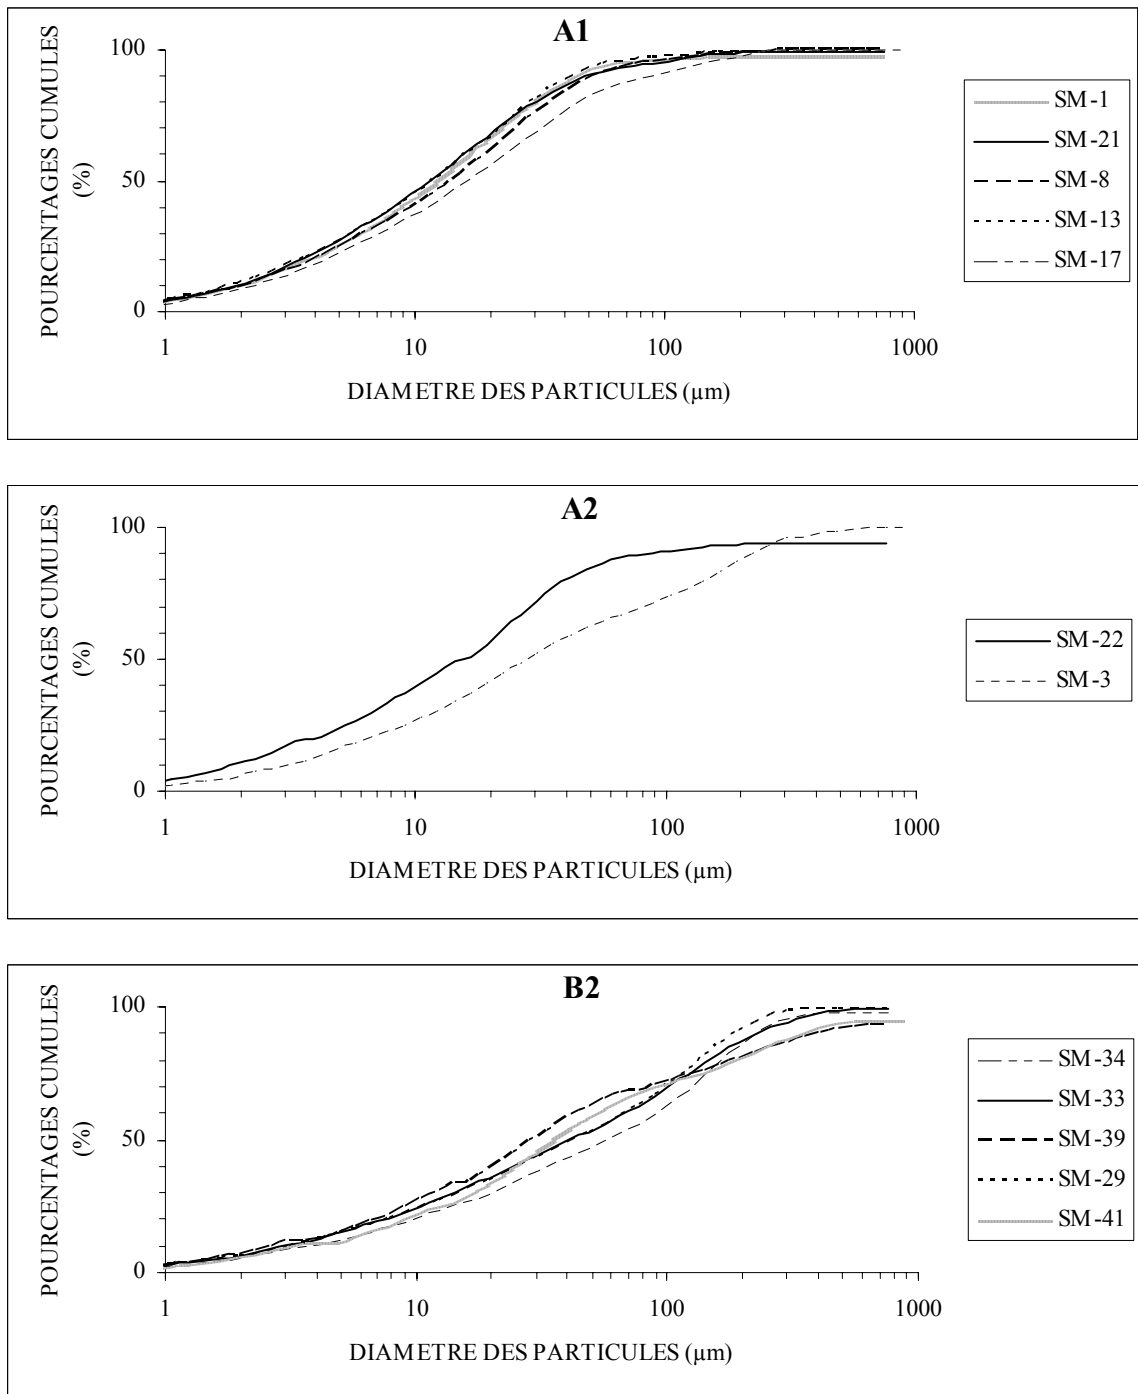 A1
POURCENTAGES CUMULES
(%)
100
50
0
1
10
100
1000
DIAMETRE DES PARTICULES (µm)
SM-1
SM-21
SM-8
SM-13
SM-17
A2
POURCENTAGES CUMULES
(%)
100
50
0
1
10
100
1000
DIAMETRE DES PARTICULES (µm)
SM-22
SM-3
B2
POURCENTAGES CUMULES
(%)
100
50
0
1
10
100
1000
DIAMETRE DES PARTICULES (µm)
SM-34
SM-33
SM-39
SM-29
SM-41